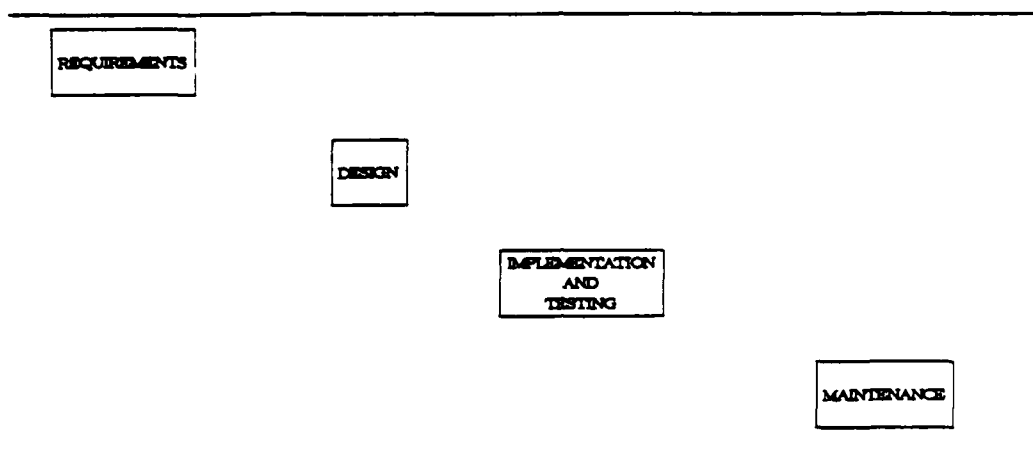 REQUIREMENTS
DESIGN
IMPLEMENTATION
AND
TESTING
MAINTENANCE